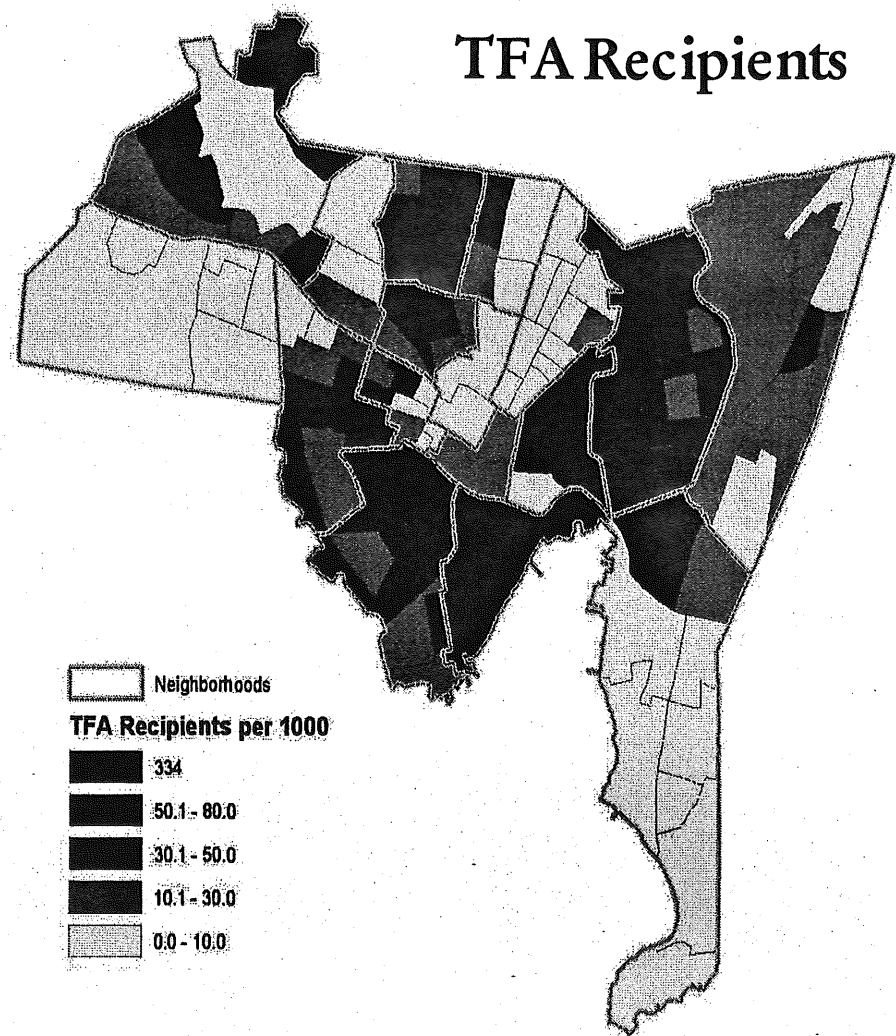 TFA Recipients
Neighborhoods
TFA Recipients per 1000
334
50.1 - 80.0
30.1 - 50.0
10.1 - 30.0
0.0 - 10.0